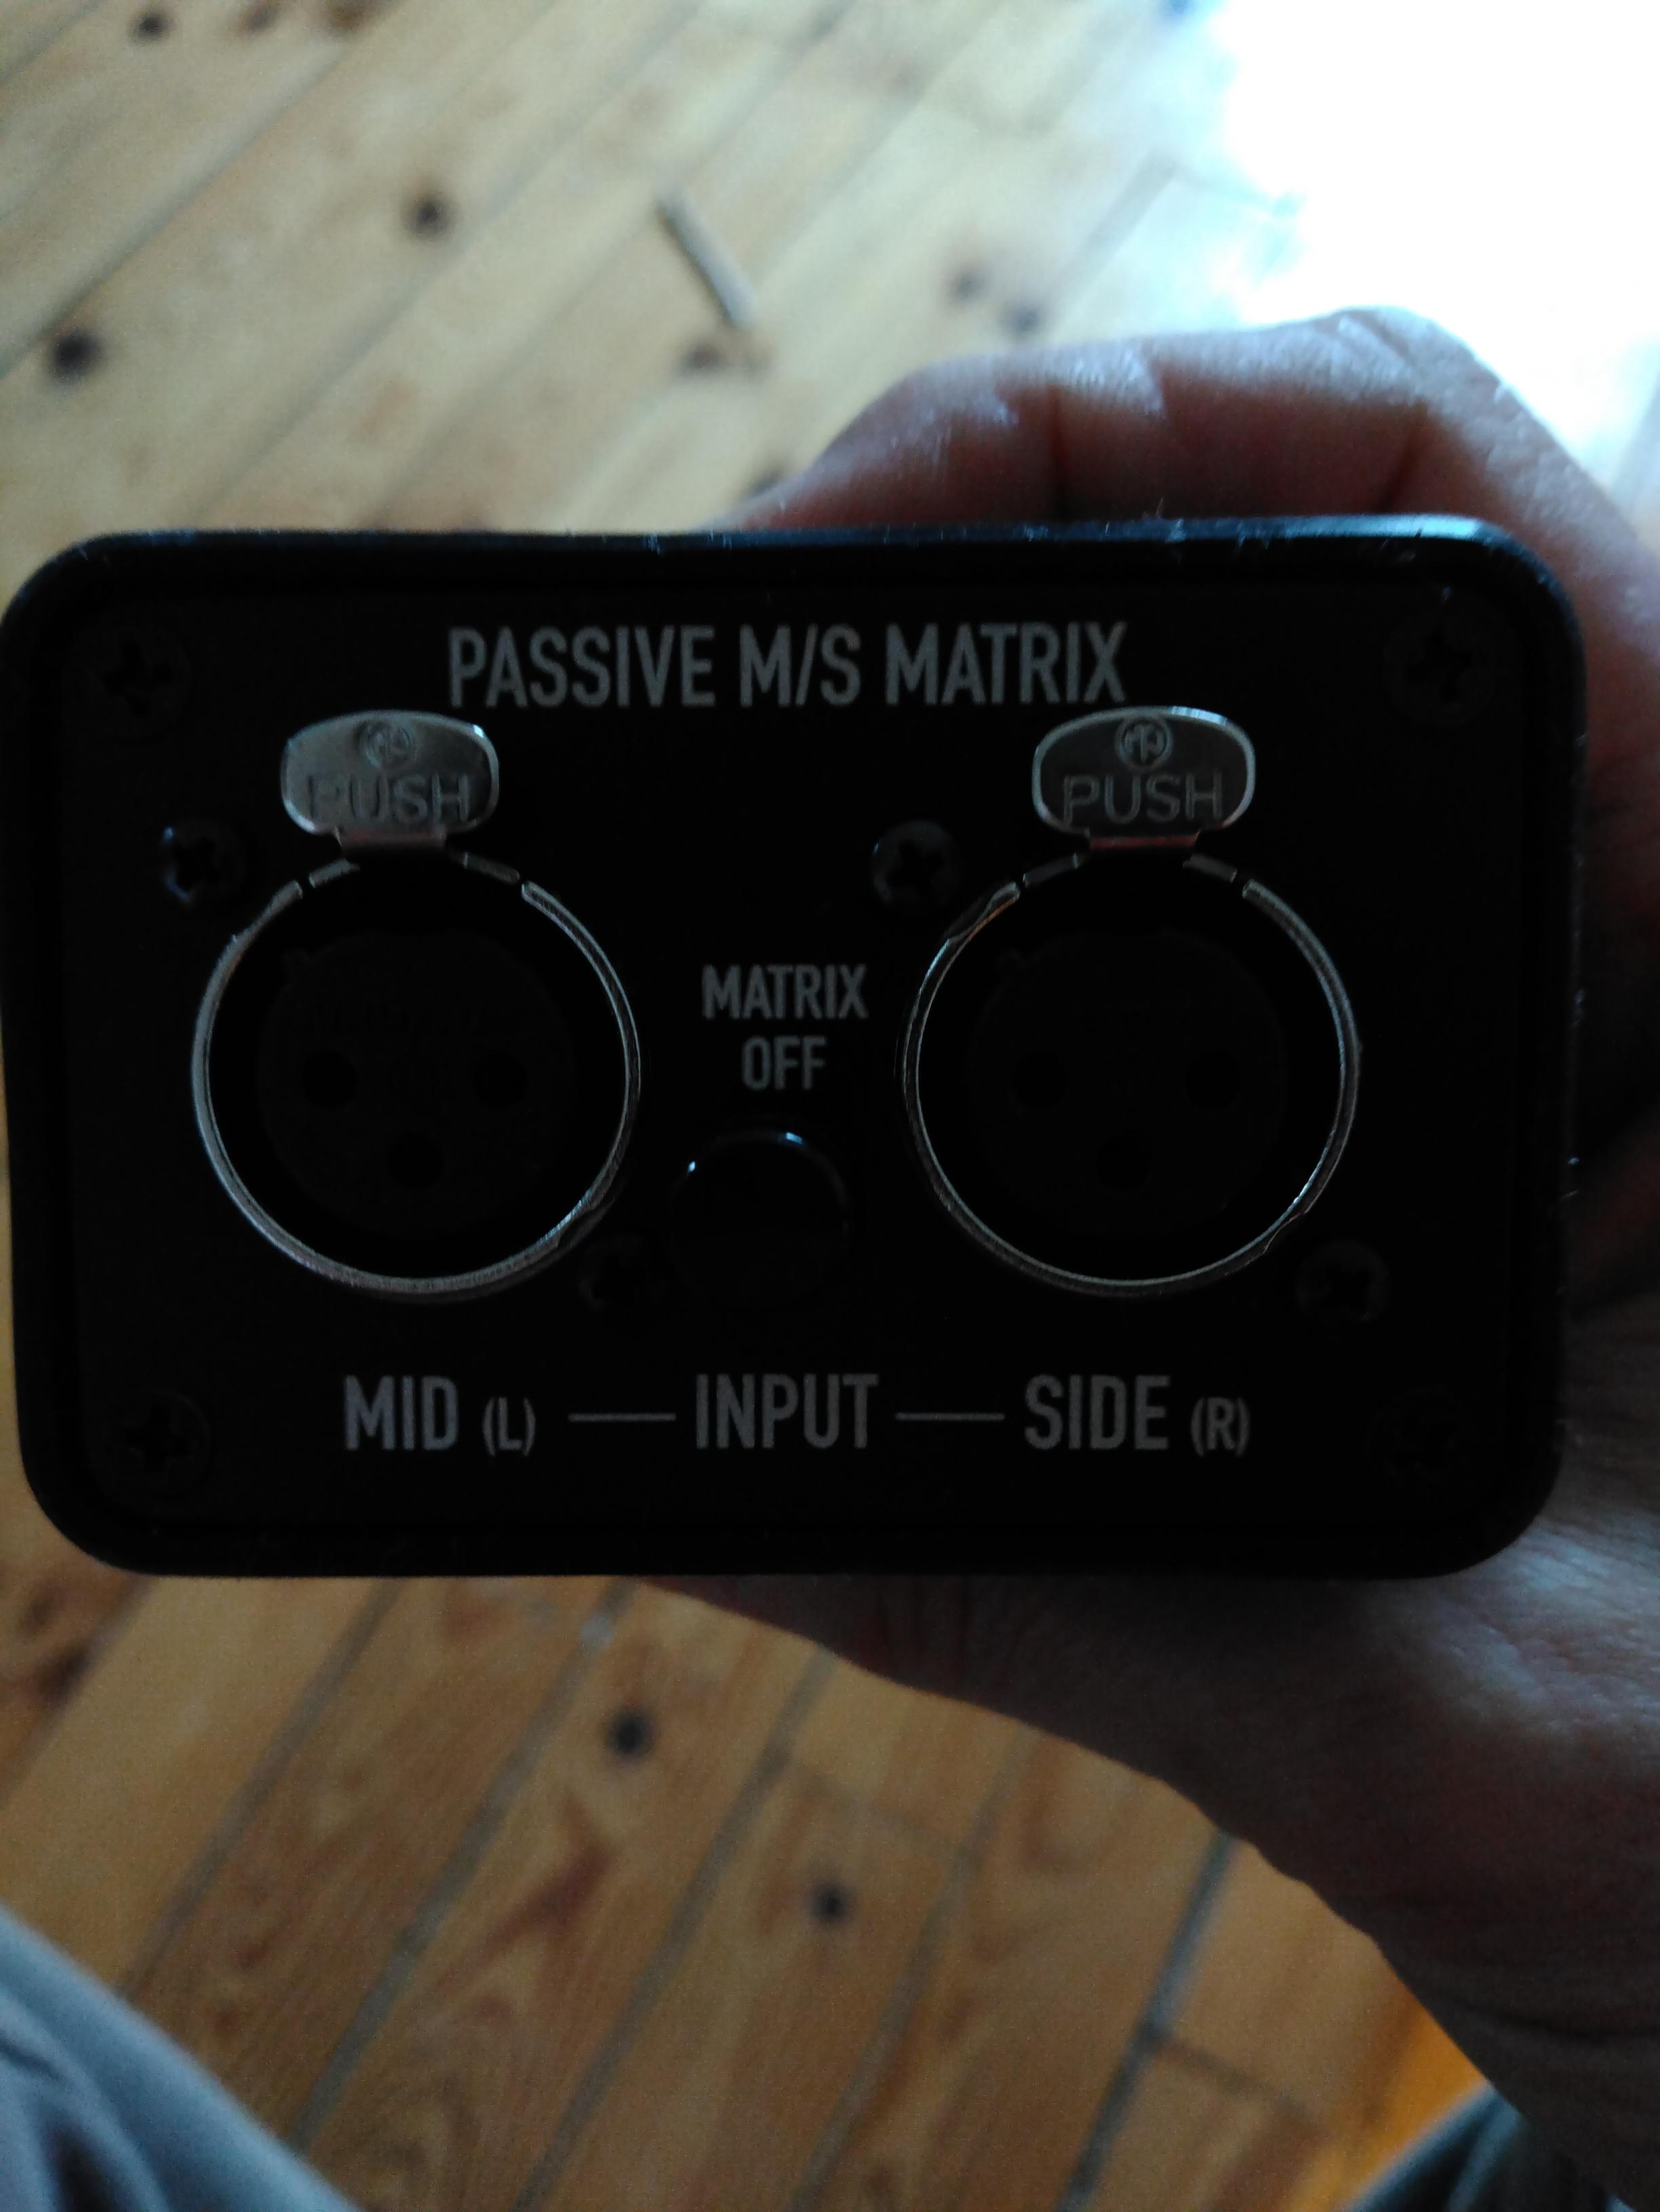 PASSIVE M/S MATRIX
PUSH PUSH
MATRIX
OFF
MID (L) — INPUT — SIDE (R)